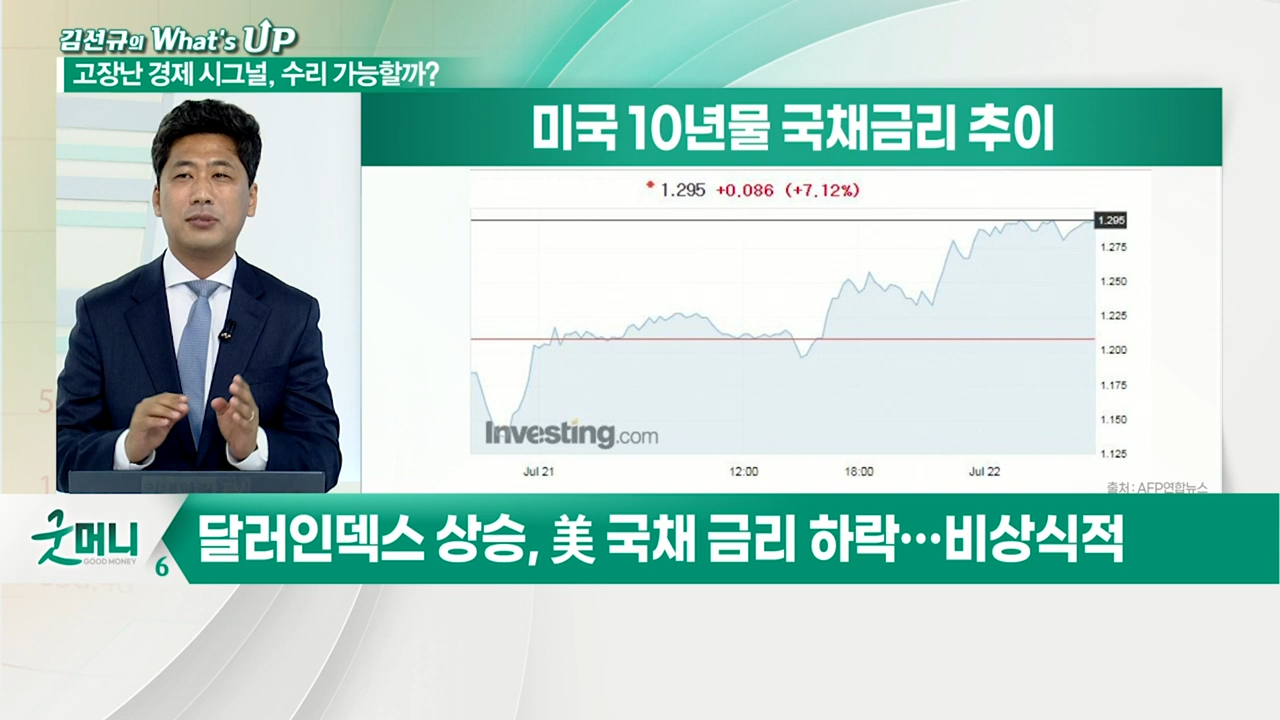 김선규의 What's UP
고장난 경제 시그널, 수리 가능할까?
미국 10년물 국채금리 추이
1.295 +0.086 (+7.12%)
1.295
1.275
1.250
1.225
1.200
1.175
1.150
1.125
Investing.com
Jul 21 12:00 18:00 Jul 22
출처 : AFP연합뉴스
굿머니
GOOD MONEY
6
달러인덱스 상승, 美 국채 금리 하락…비상식적